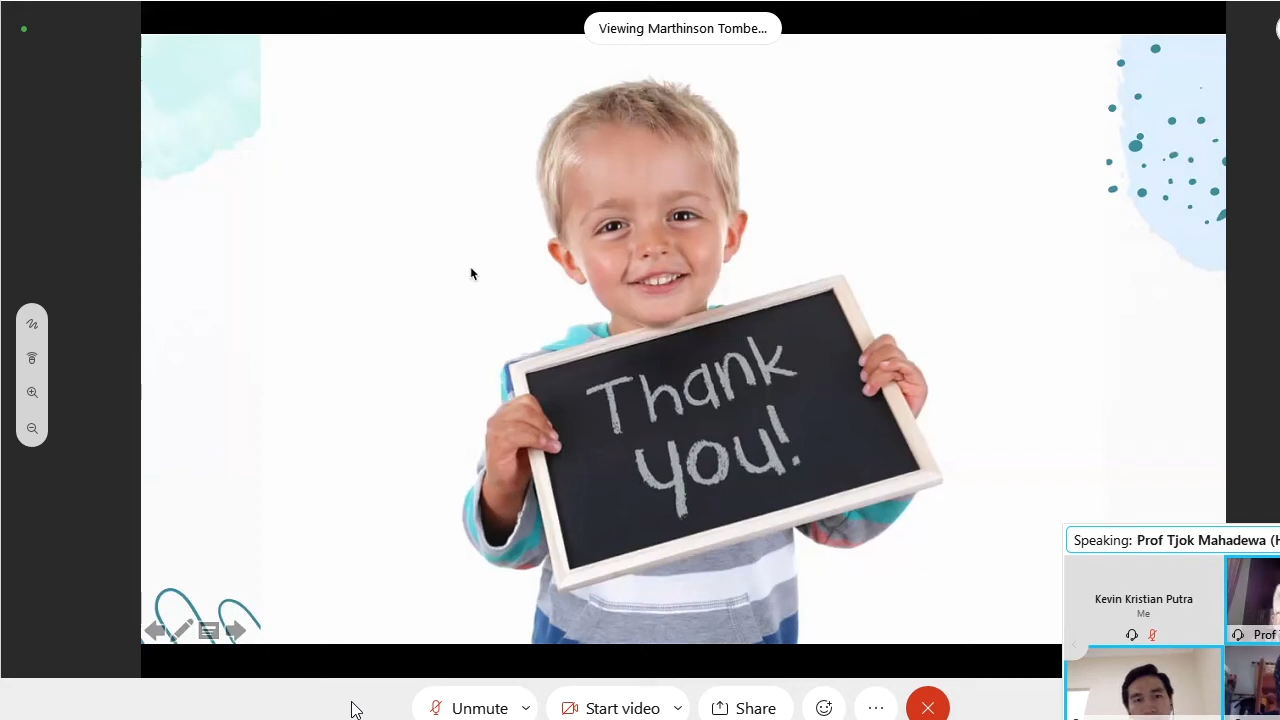 Viewing Marthinson Tombe...
Thank
you!
Speaking: Prof Tjok Mahadewa (H
Kevin Kristian Putra
Me
Prof
Unmute
Start video
Share